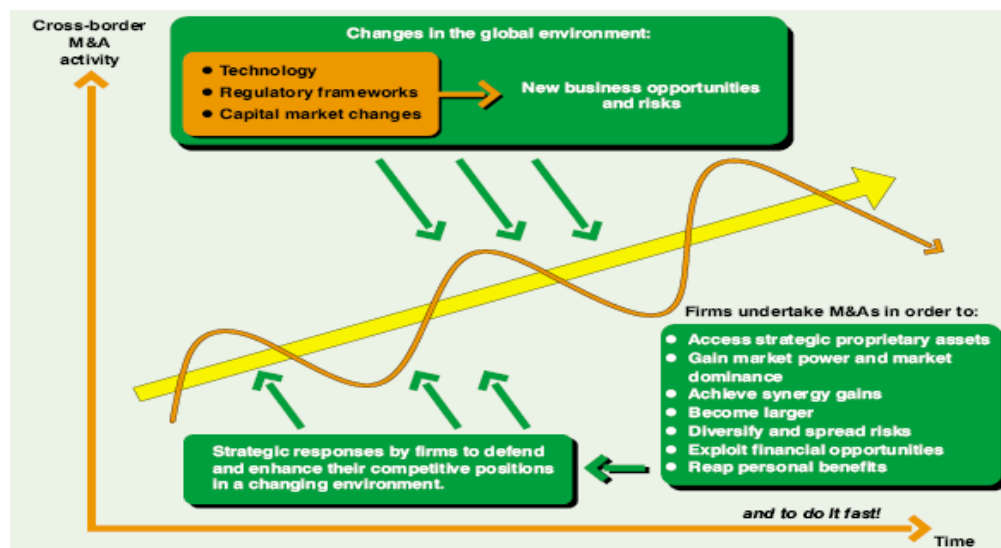 Cross-border
M&A
activity
Changes in the global environment:
● Technology
● Regulatory frameworks
● Capital market changes
New business opportunities
and risks
Firms undertake M&As in order to:
● Access strategic proprietary assets
● Gain market power and market
dominance
● Achieve synergy gains
● Become larger
● Diversify and spread risks
● Exploit financial opportunities
● Reap personal benefits
Strategic responses by firms to defend
and enhance their competitive positions
in a changing environment.
and to do it fast!
Time